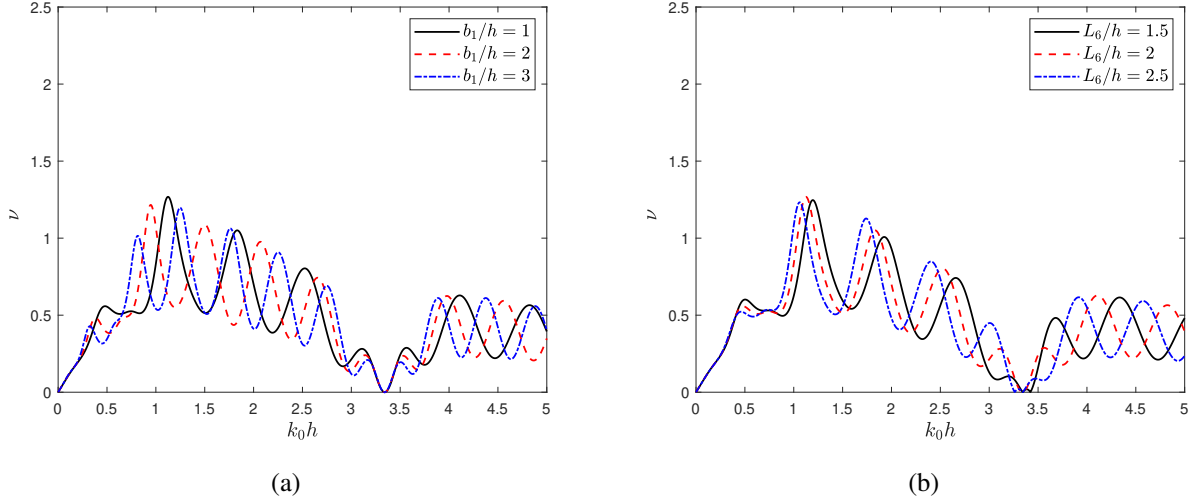 2.5
2
1.5
1
0.5
0
ν
0 0.5 1 1.5 2 2.5 3 3.5 4 4.5 5
k₀h
b₁/h = 1
b₁/h = 2
b₁/h = 3
(a)
2.5
2
1.5
1
0.5
0
ν
0 0.5 1 1.5 2 2.5 3 3.5 4 4.5 5
k₀h
L₆/h = 1.5
L₆/h = 2
L₆/h = 2.5
(b)